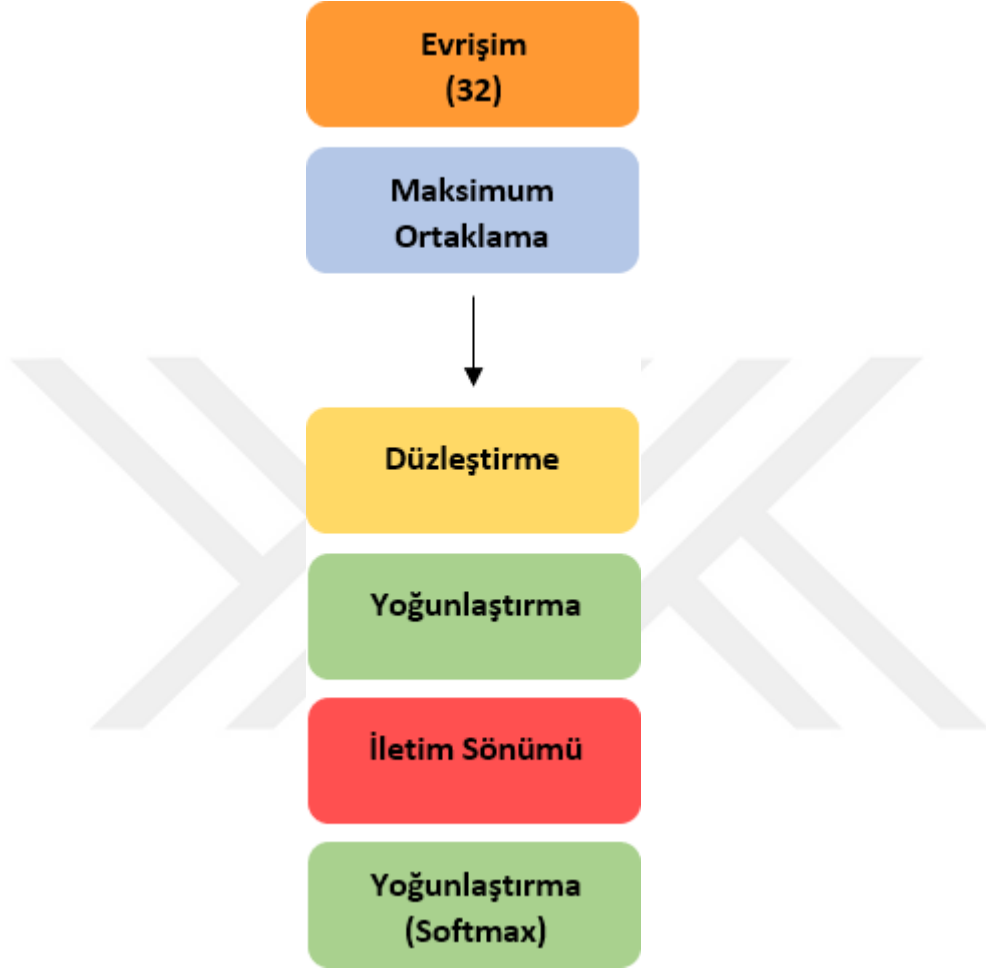 Evrişim
(32)
Maksimum
Ortaklama
Düzleştirme
Yoğunlaştırma
İletim Sönümü
Yoğunlaştırma
(Softmax)